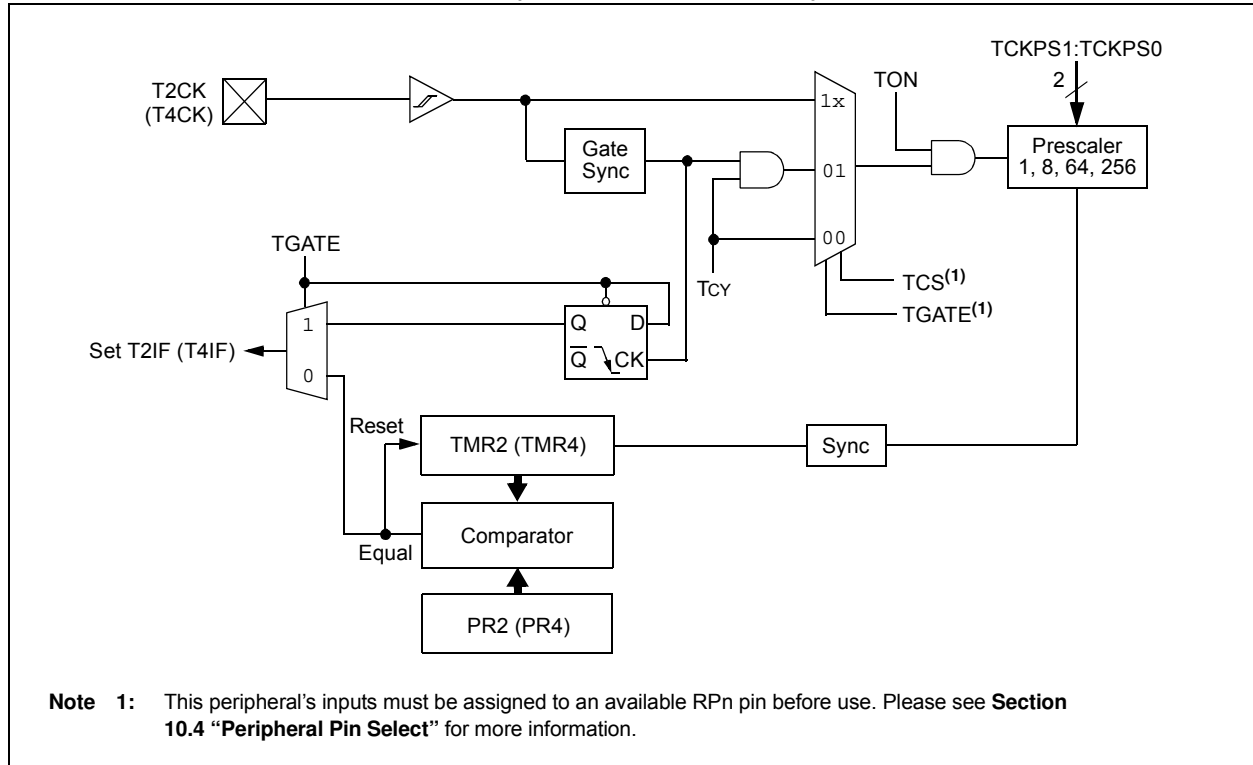 TCKPS1:TCKPS0
2
T2CK
(T4CK)
TON
1x
Gate
Sync
01
Prescaler
1, 8, 64, 256
00
TGATE
TCY
TCS(1)
TGATE(1)
1
Q D
Set T2IF (T4IF)
Q CK
0
Reset
TMR2 (TMR4)
Sync
Comparator
Equal
PR2 (PR4)
Note 1: This peripheral’s inputs must be assigned to an available RPn pin before use. Please see Section
10.4 “Peripheral Pin Select” for more information.